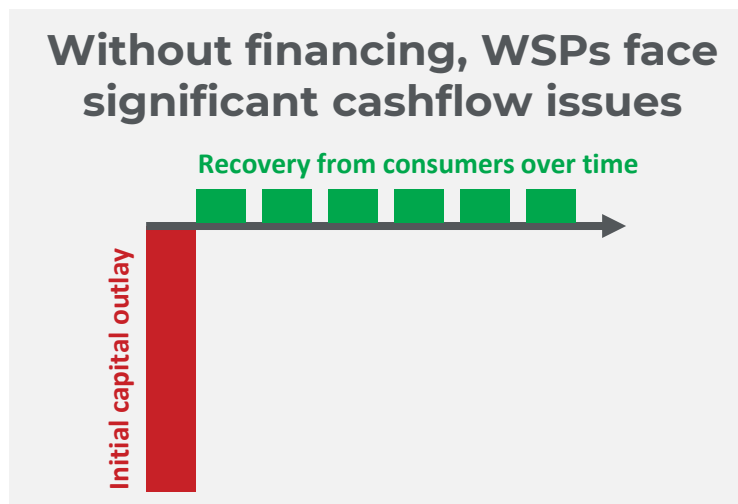 Without financing, WSPs face
significant cashflow issues
Recovery from consumers over time
Initial capital outlay